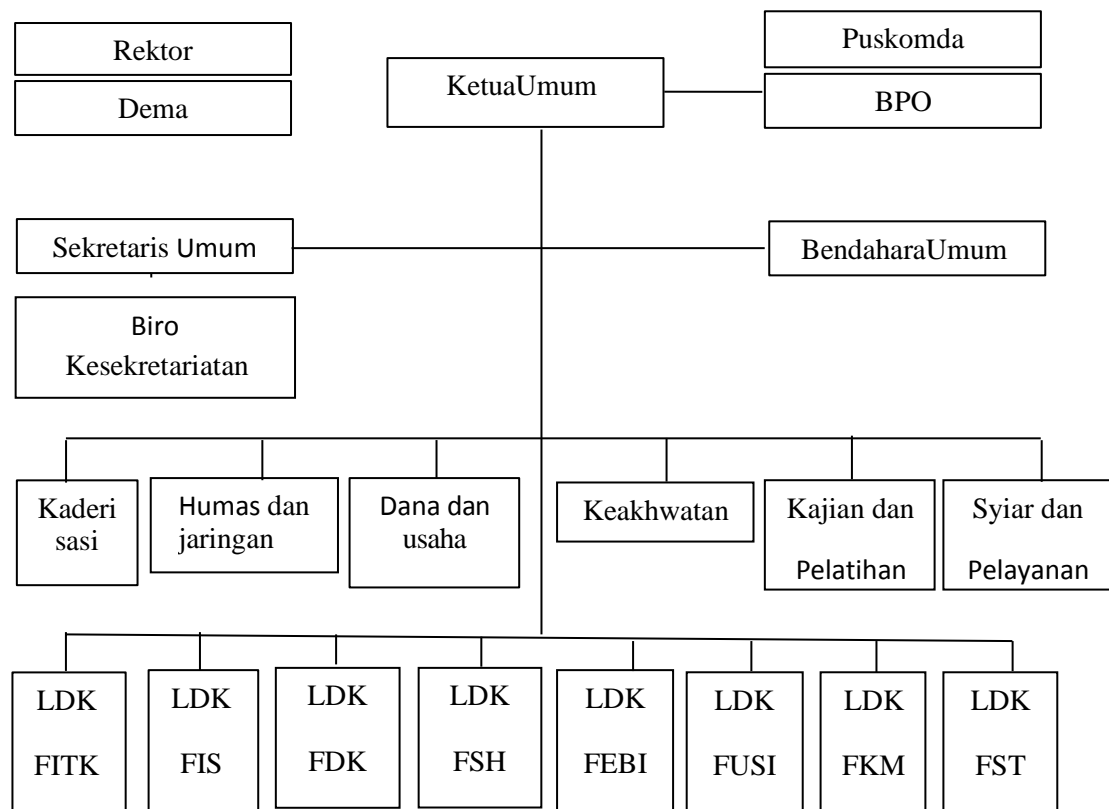 Rektor
Dema
KetuaUmum
Puskomda
BPO
Sekretaris Umum
BendaharaUmum
Biro
Kesekretariatan
Kaderi
sasi
Humas dan
jaringan
Dana dan
usaha
Keakhwatan
Kajian dan
Pelatihan
Syiar dan
Pelayanan
LDK
FITK
LDK
FIS
LDK
FDK
LDK
FSH
LDK
FEBI
LDK
FUSI
LDK
FKM
LDK
FST